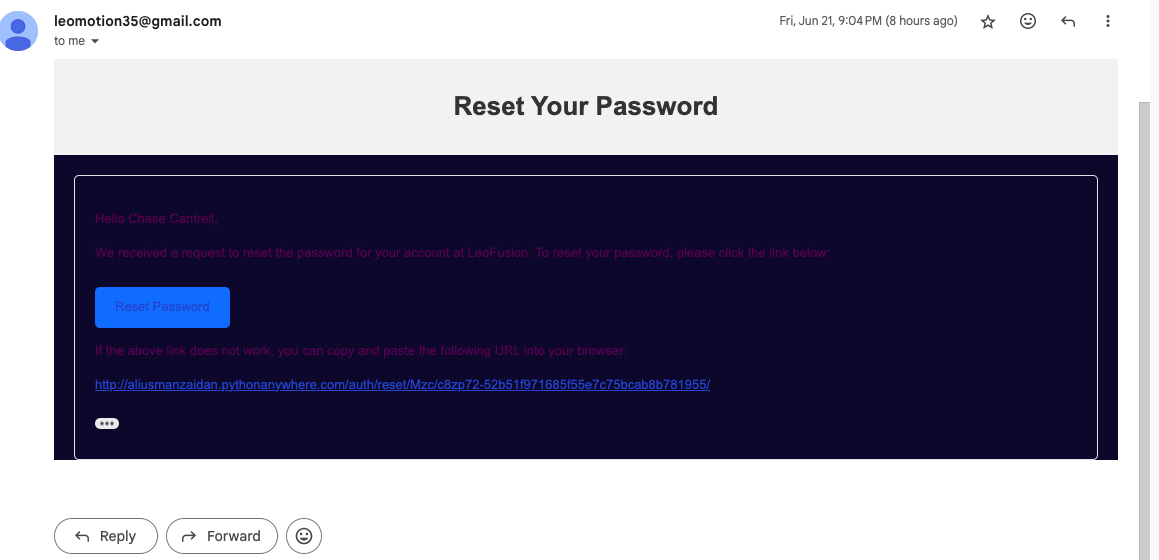 leomotion35@gmail.com
Fri, Jun 21, 9:04 PM (8 hours ago)
to me
Reset Your Password
Hello Chase Cantrell,
We received a request to reset the password for your account at LeoFusion. To reset your password, please click the link below:
Reset Password
If the above link does not work, you can copy and paste the following URL into your browser:
http://aliusmanzaidan.pythonanywhere.com/auth/reset/Mzc/c8zp72-52b51f971685f55e7c75bcab8b781955/
Reply
Forward